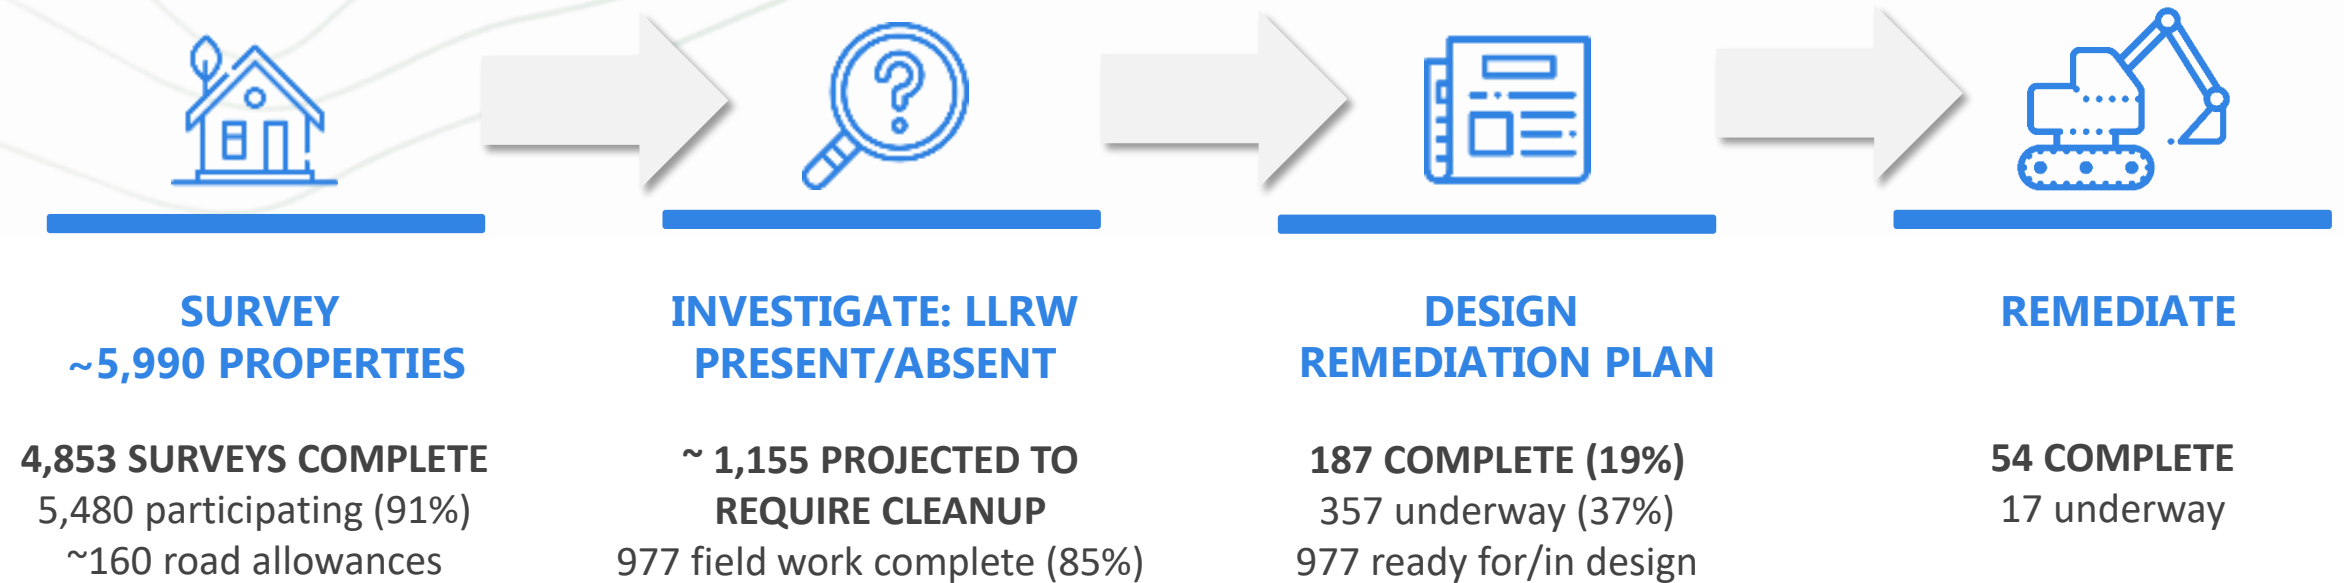 SURVEY
~5,990 PROPERTIES
4,853 SURVEYS COMPLETE
5,480 participating (91%)
~160 road allowances
INVESTIGATE: LLRW
PRESENT/ABSENT
~ 1,155 PROJECTED TO
REQUIRE CLEANUP
977 field work complete (85%)
DESIGN
REMEDIATION PLAN
187 COMPLETE (19%)
357 underway (37%)
977 ready for/in design
REMEDIATE
54 COMPLETE
17 underway